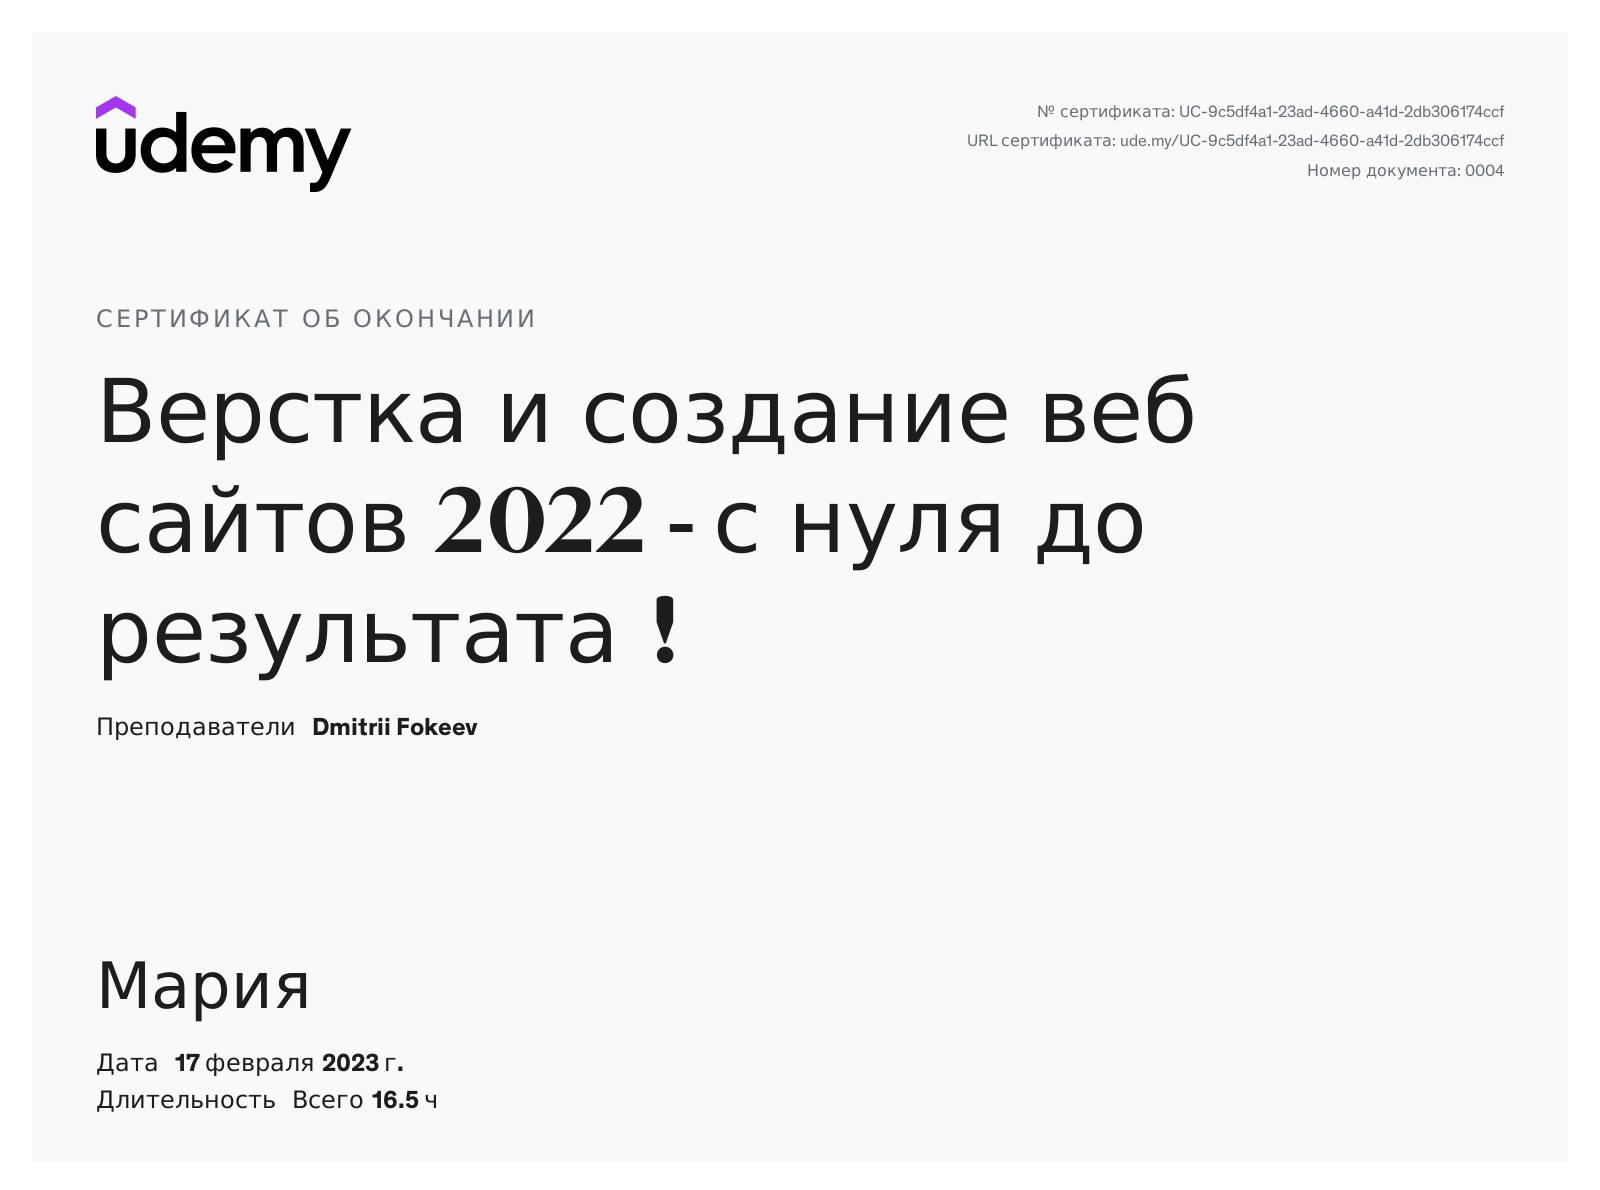 udemy
№ сертификата: UC-9c5df4a1-23ad-4660-a41d-2db306174ccf
URL сертификата: ude.my/UC-9c5df4a1-23ad-4660-a41d-2db306174ccf
Номер документа: 0004
СЕРТИФИКАТ ОБ ОКОНЧАНИИ
Верстка и создание веб
сайтов 2022 - с нуля до
результата !
Преподаватели Dmitrii Fokeev
Мария
Дата 17 февраля 2023 г.
Длительность Всего 16.5 ч